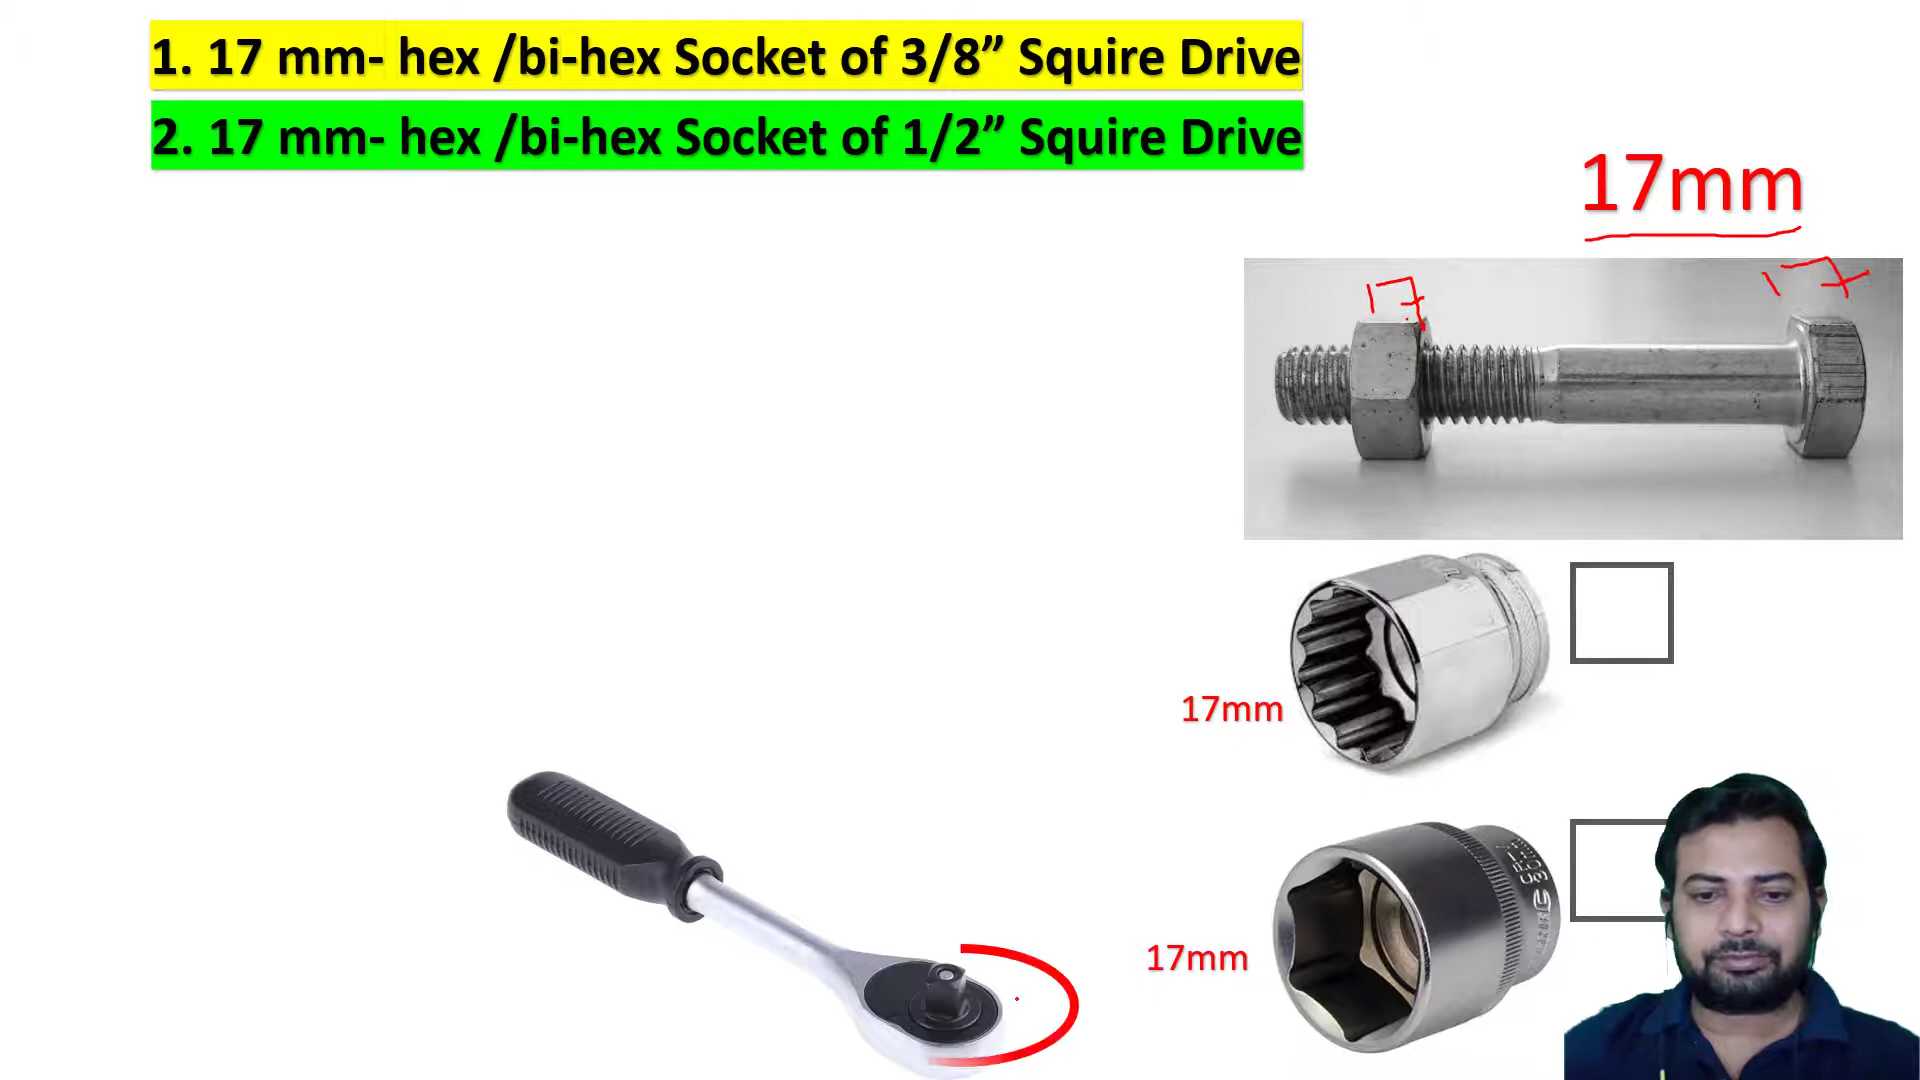 1. 17 mm- hex /bi-hex Socket of 3/8” Squire Drive
2. 17 mm- hex /bi-hex Socket of 1/2” Squire Drive
17mm
17
17
17mm
17mm